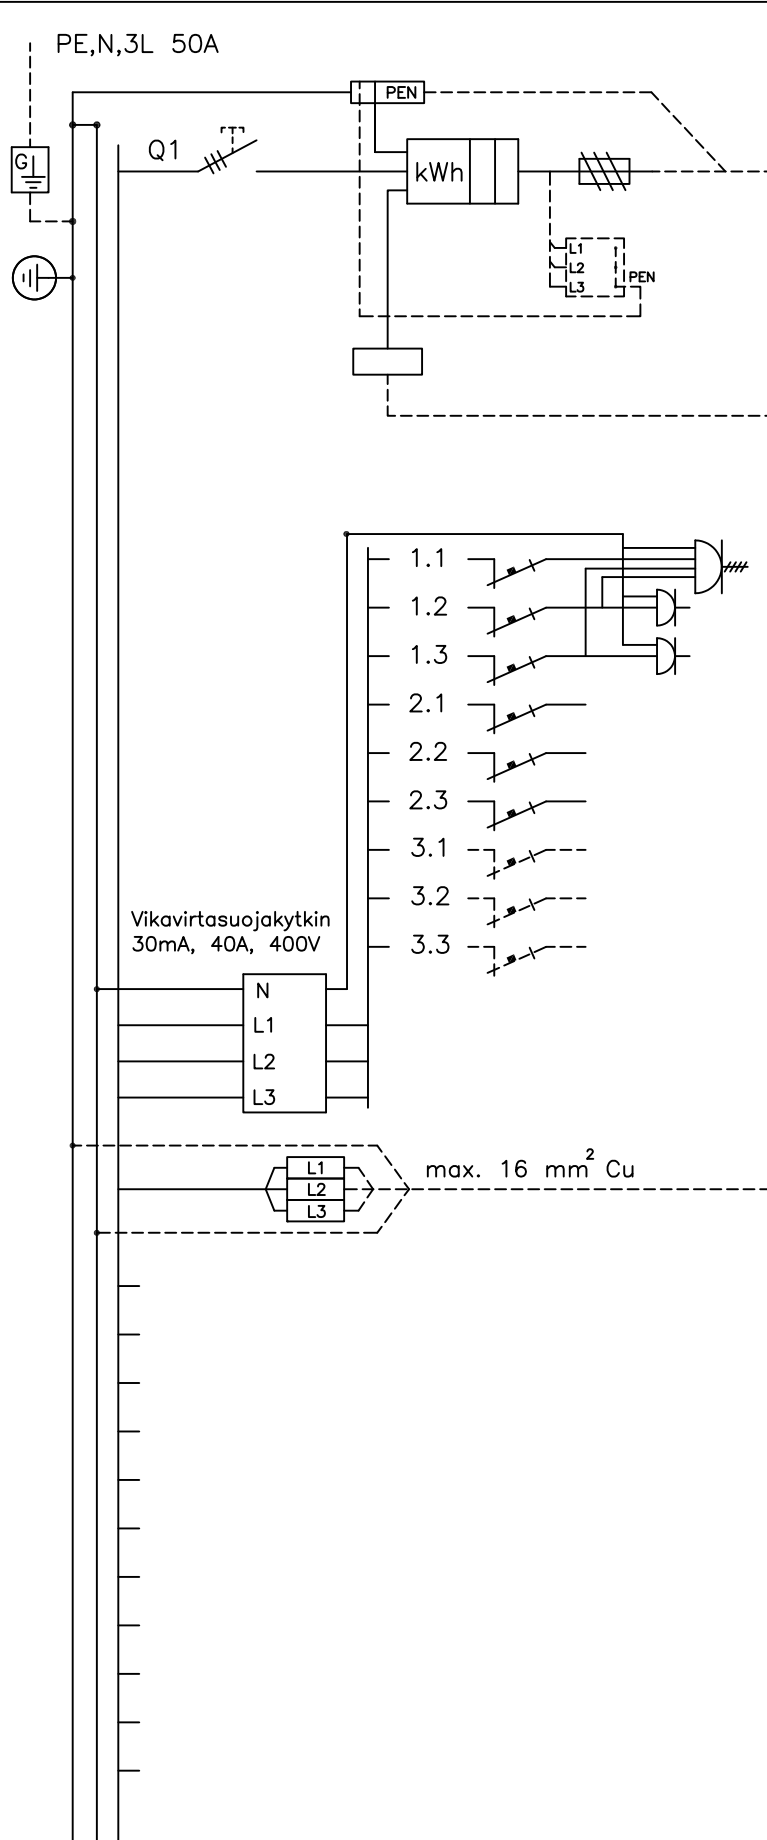 PE,N,3L 50A
PEN
Q1
G
kWh
L1
L2
L3
PEN
1.1
1.2
1.3
2.1
2.2
2.3
3.1
3.2
3.3
Vikavirtasuojakytkin
30mA, 40A, 400V
N
L1
L2
L3
L1
L2
L3
max. 16 mm² Cu